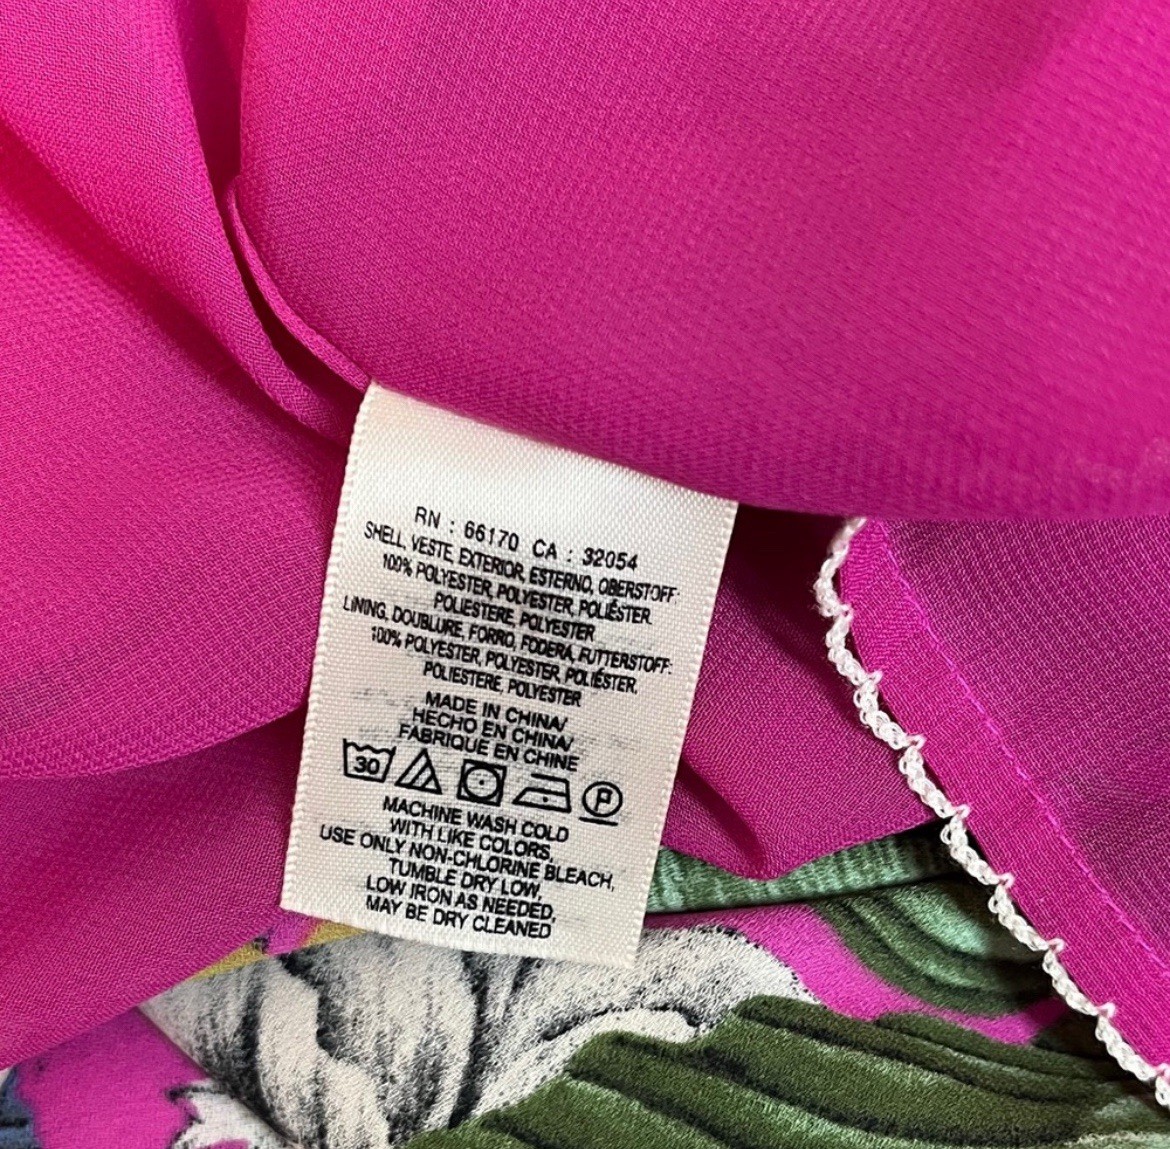 RN : 66170 CA : 32054
SHELL, VESTE, EXTERIOR, ESTERNO, OBERSTOFF:
100% POLYESTER, POLYESTER, POLIÉSTER,
POLIESTERE, POLYESTER
LINING, DOUBLURE, FORRO, FODERA, FUTTERSTOFF:
100% POLYESTER, POLYESTER, POLIÉSTER,
POLIESTERE, POLYESTER
MADE IN CHINA/
HECHO EN CHINA/
FABRIQUE EN CHINE
30 P
MACHINE WASH COLD
WITH LIKE COLORS,
USE ONLY NON-CHLORINE BLEACH,
TUMBLE DRY LOW,
LOW IRON AS NEEDED,
MAY BE DRY CLEANED